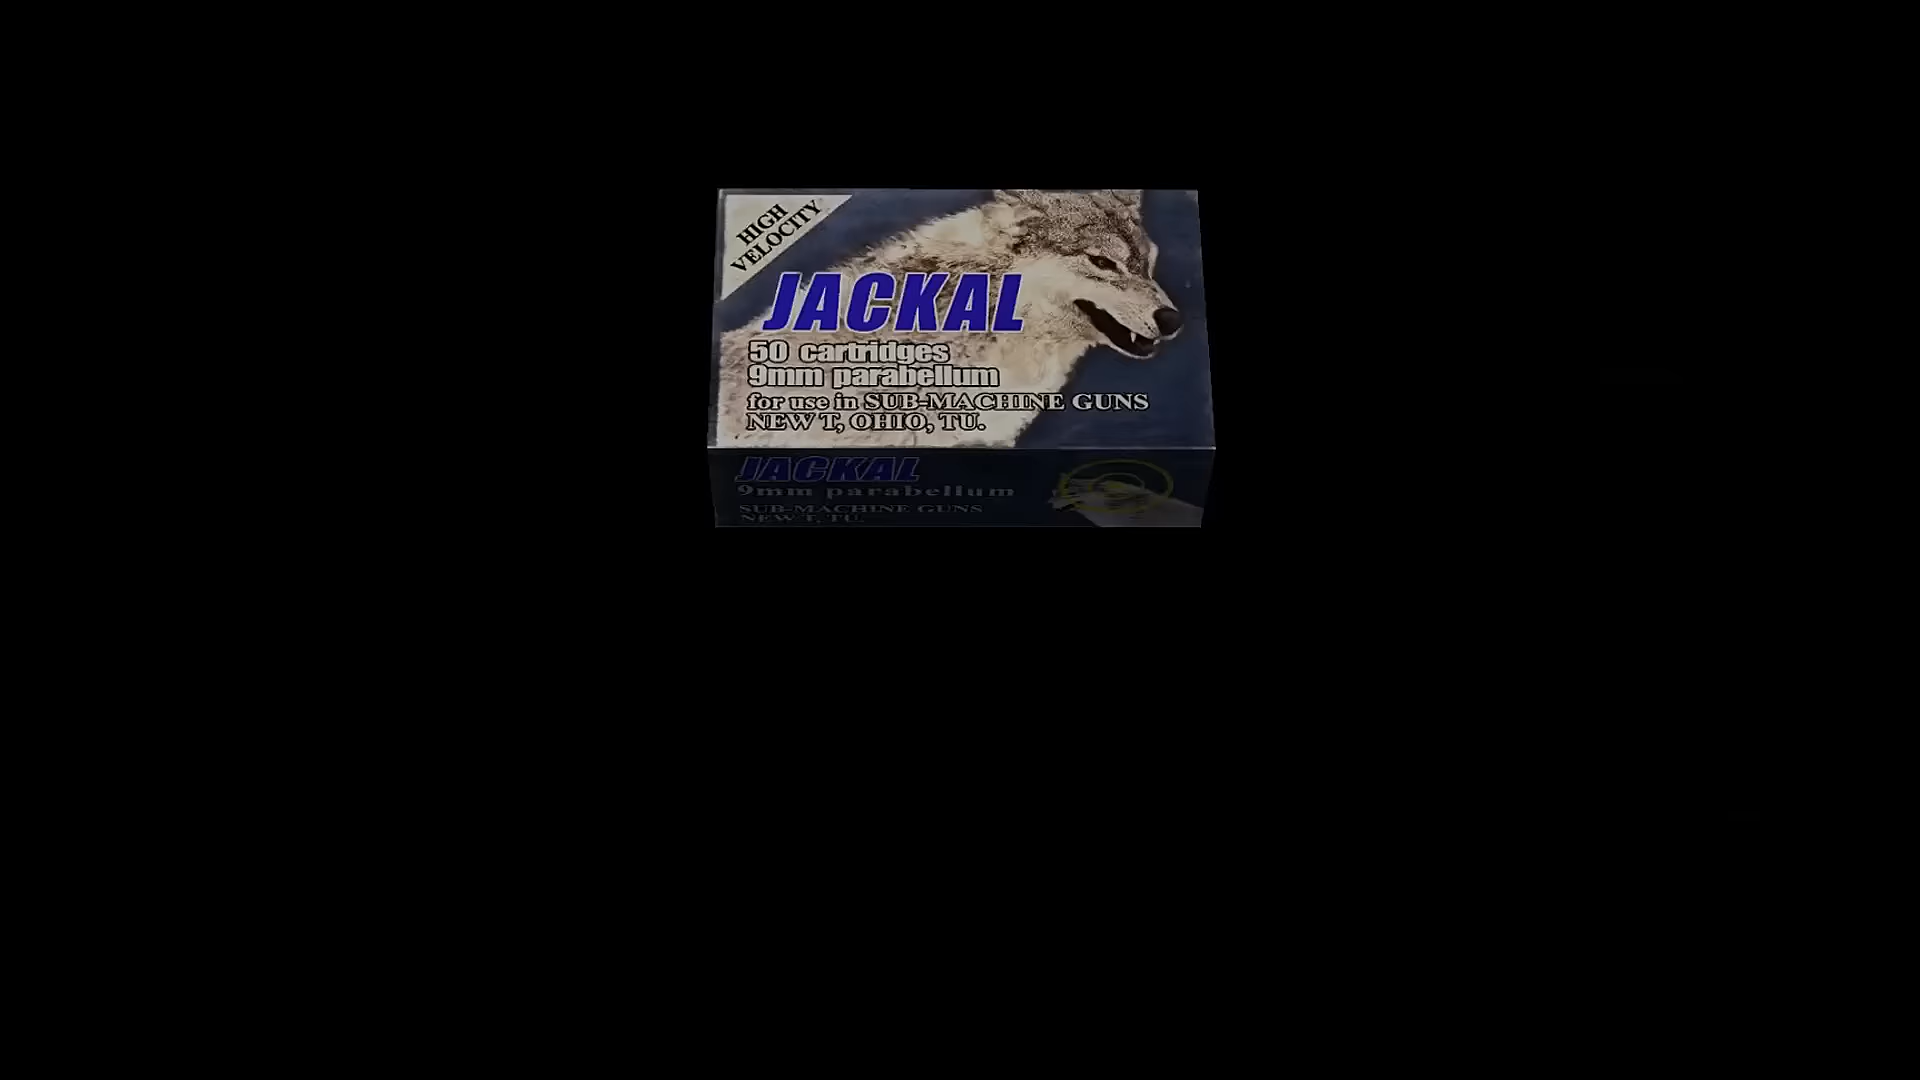 HIGH
VELOCITY
JACKAL
50 cartridges
9mm parabellum
for use in SUB-MACHINE GUNS
NEW T, OHIO, TU.
JACKAL
9mm parabellum
SUB-MACHINE GUNS
NEW T, TU.